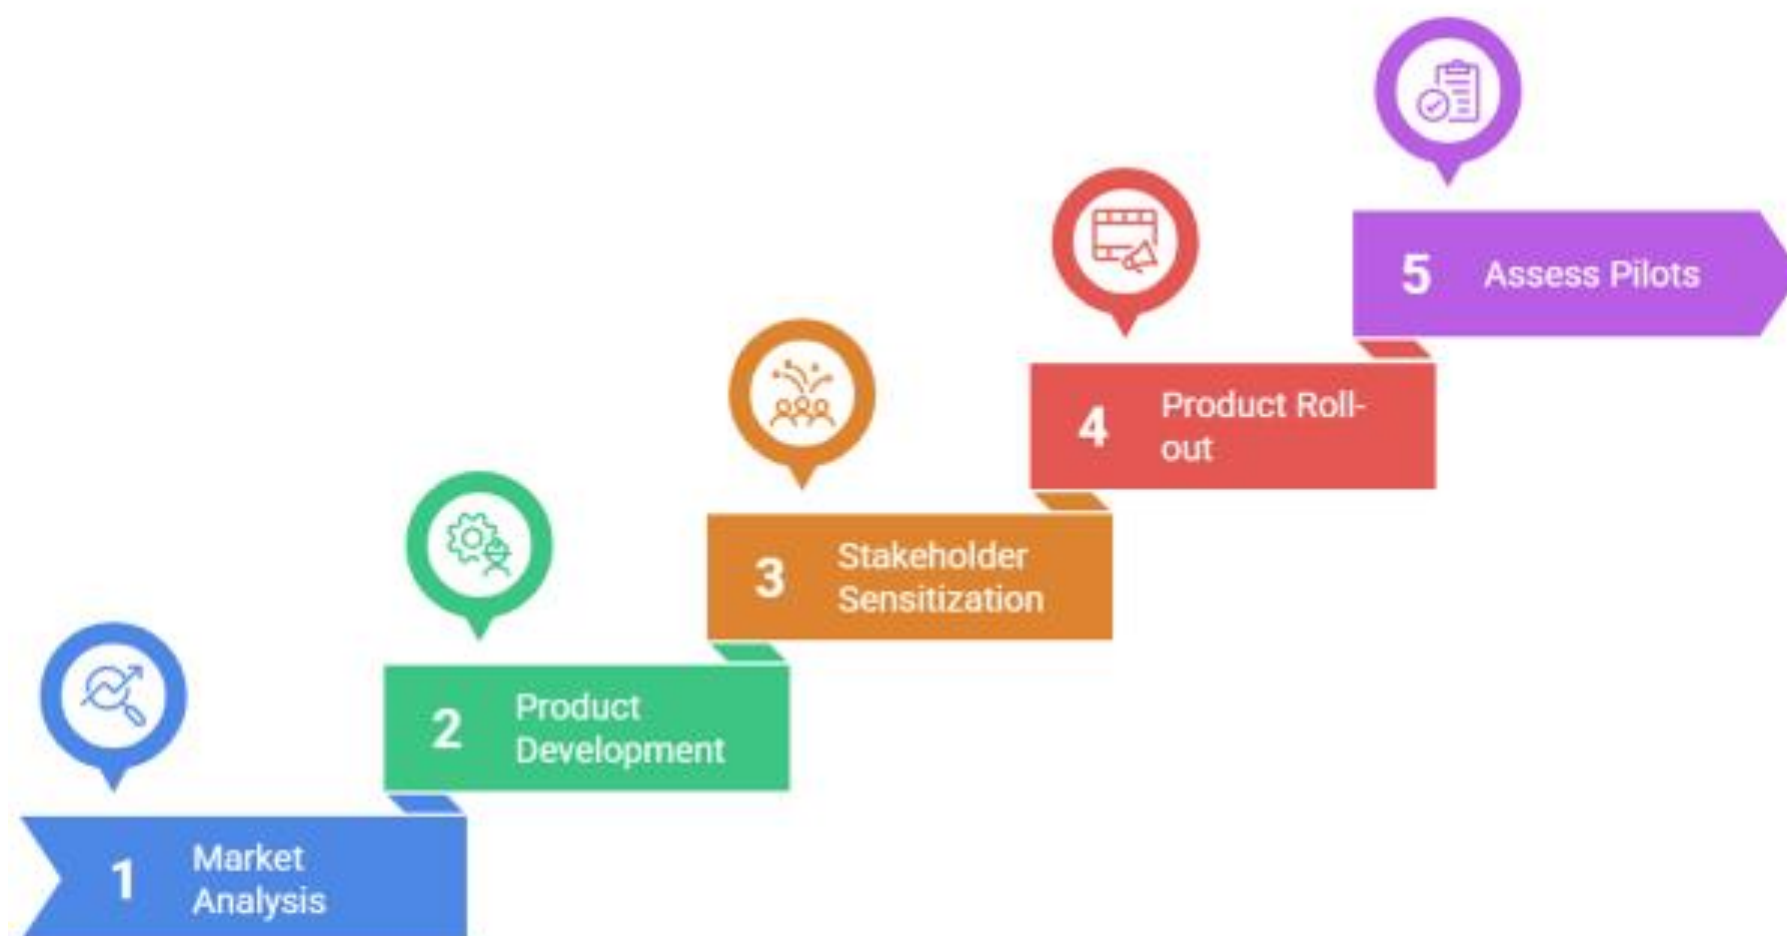 1
Market
Analysis
2
Product
Development
3
Stakeholder
Sensitization
4
Product Roll-
out
5
Assess Pilots